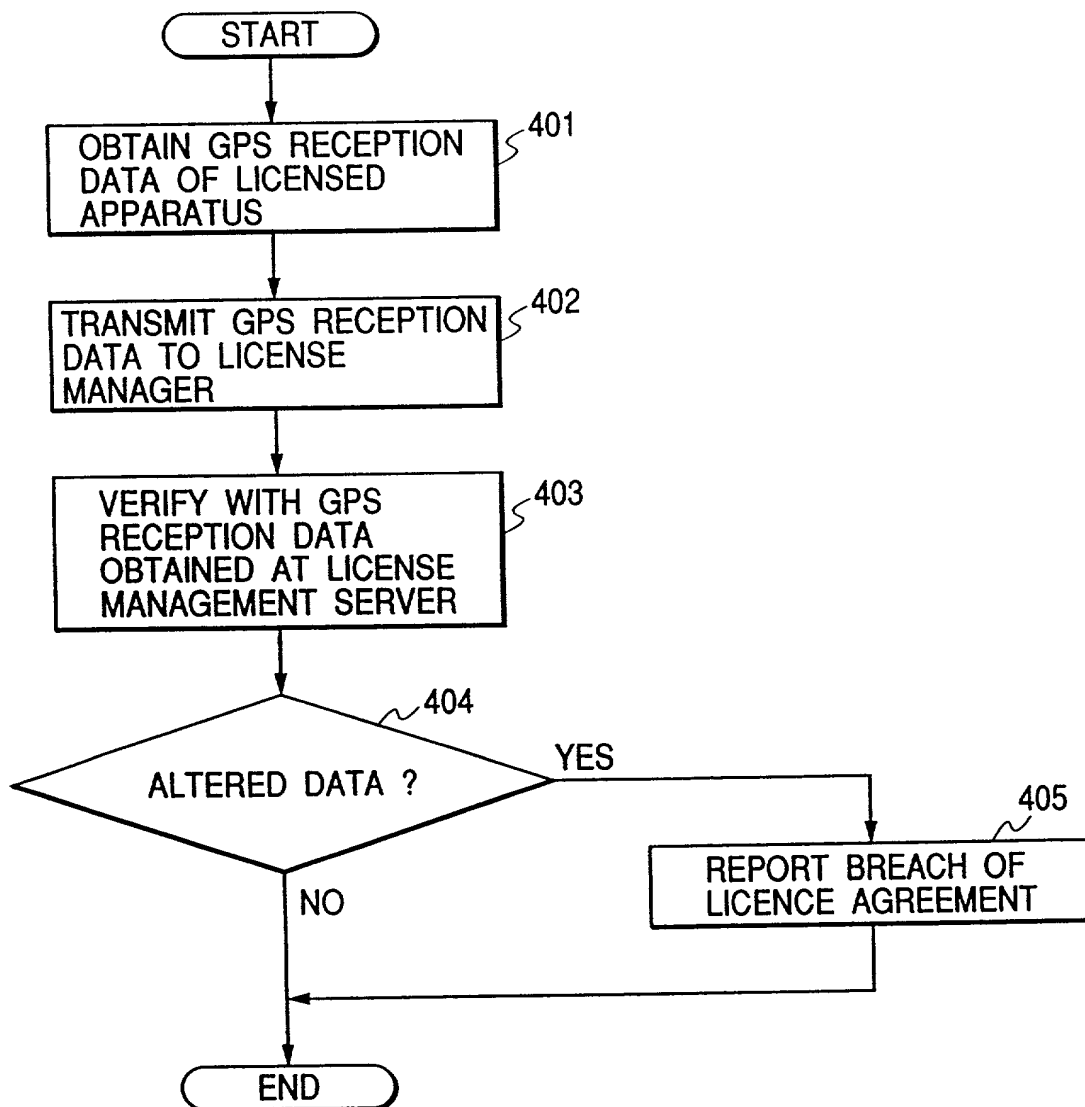 START
401
OBTAIN GPS RECEPTION
DATA OF LICENSED
APPARATUS
402
TRANSMIT GPS RECEPTION
DATA TO LICENSE
MANAGER
403
VERIFY WITH GPS
RECEPTION DATA
OBTAINED AT LICENSE
MANAGEMENT SERVER
404
ALTERED DATA ?
YES
405
REPORT BREACH OF
LICENCE AGREEMENT
NO
END